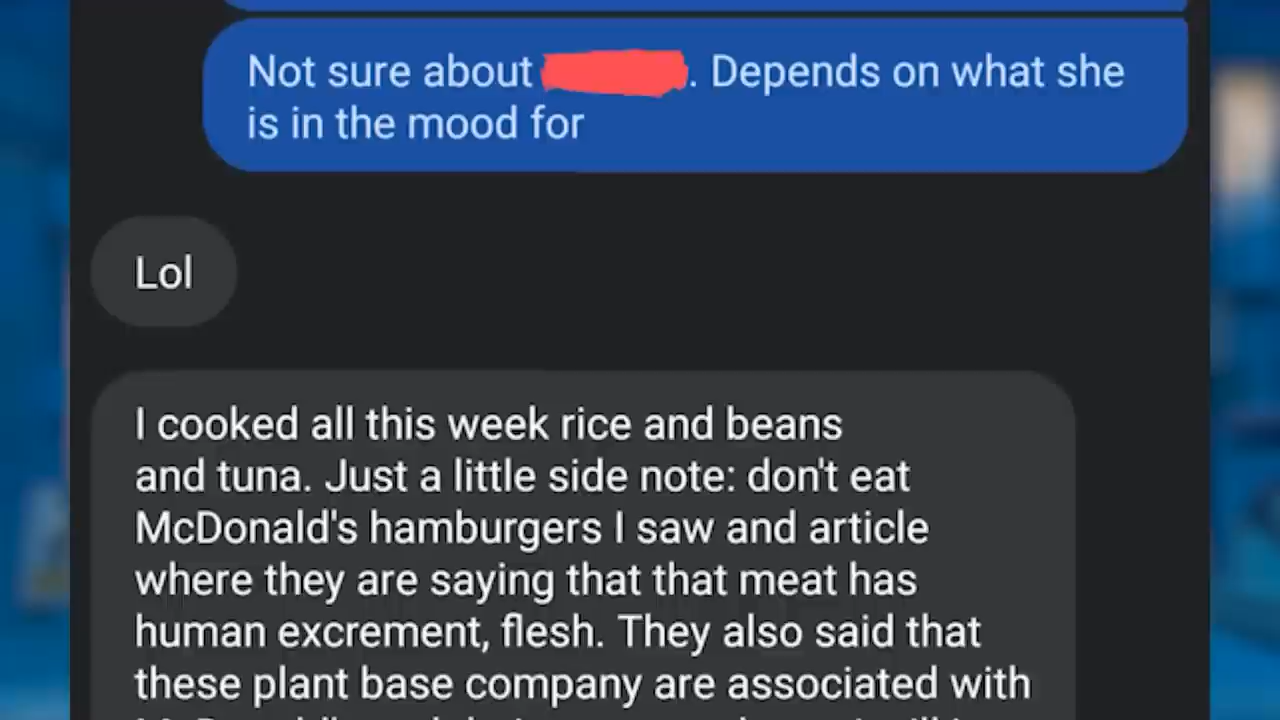 Not sure about . Depends on what she
is in the mood for
Lol
I cooked all this week rice and beans
and tuna. Just a little side note: don't eat
McDonald's hamburgers I saw and article
where they are saying that that meat has
human excrement, flesh. They also said that
these plant base company are associated with